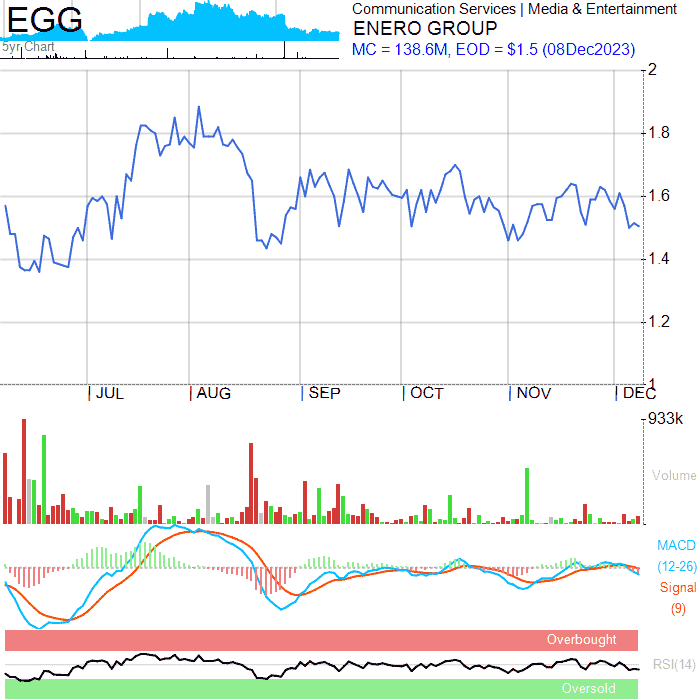 EGG
5yr Chart
Communication Services | Media & Entertainment
ENERO GROUP
MC = 138.6M, EOD = $1.5 (08Dec2023)
2
1.8
1.6
1.4
1.2
1
JUL AUG SEP OCT NOV DEC
933k
Volume
MACD
(12-26)
Signal
(9)
Overbought
RSI(14)
Oversold